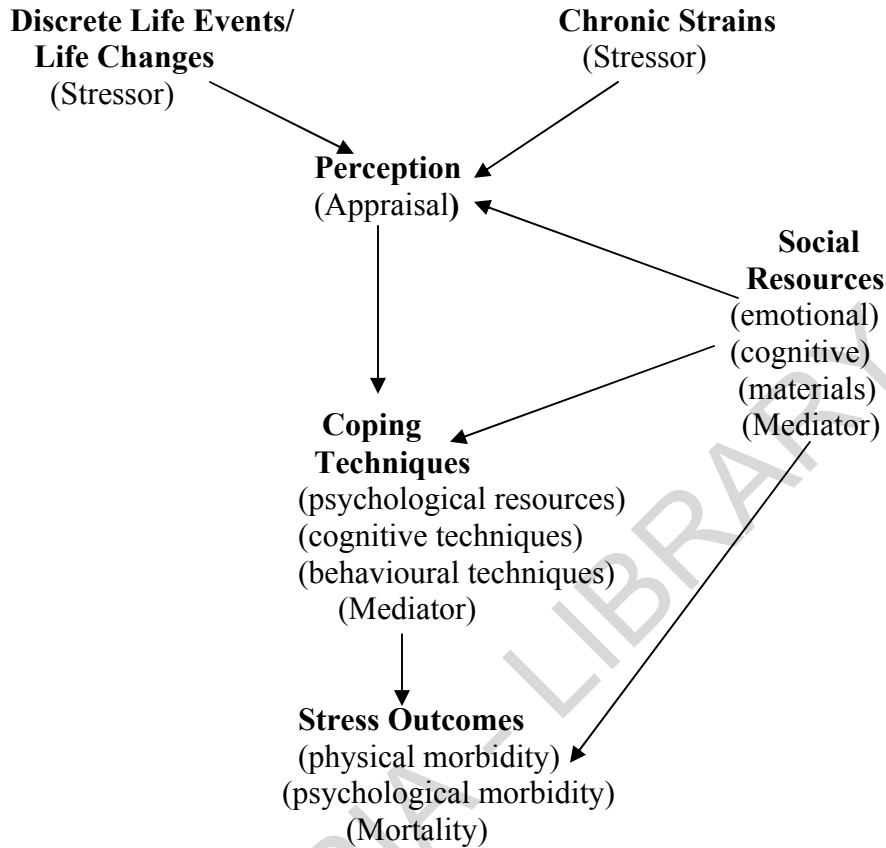 Discrete Life Events/
Life Changes
(Stressor)
Chronic Strains
(Stressor)
Perception
(Appraisal)
Social
Resources
(emotional)
(cognitive)
(materials)
(Mediator)
Coping
Techniques
(psychological resources)
(cognitive techniques)
(behavioural techniques)
(Mediator)
Stress Outcomes
(physical morbidity)
(psychological morbidity)
(Mortality)
- LIBRARY